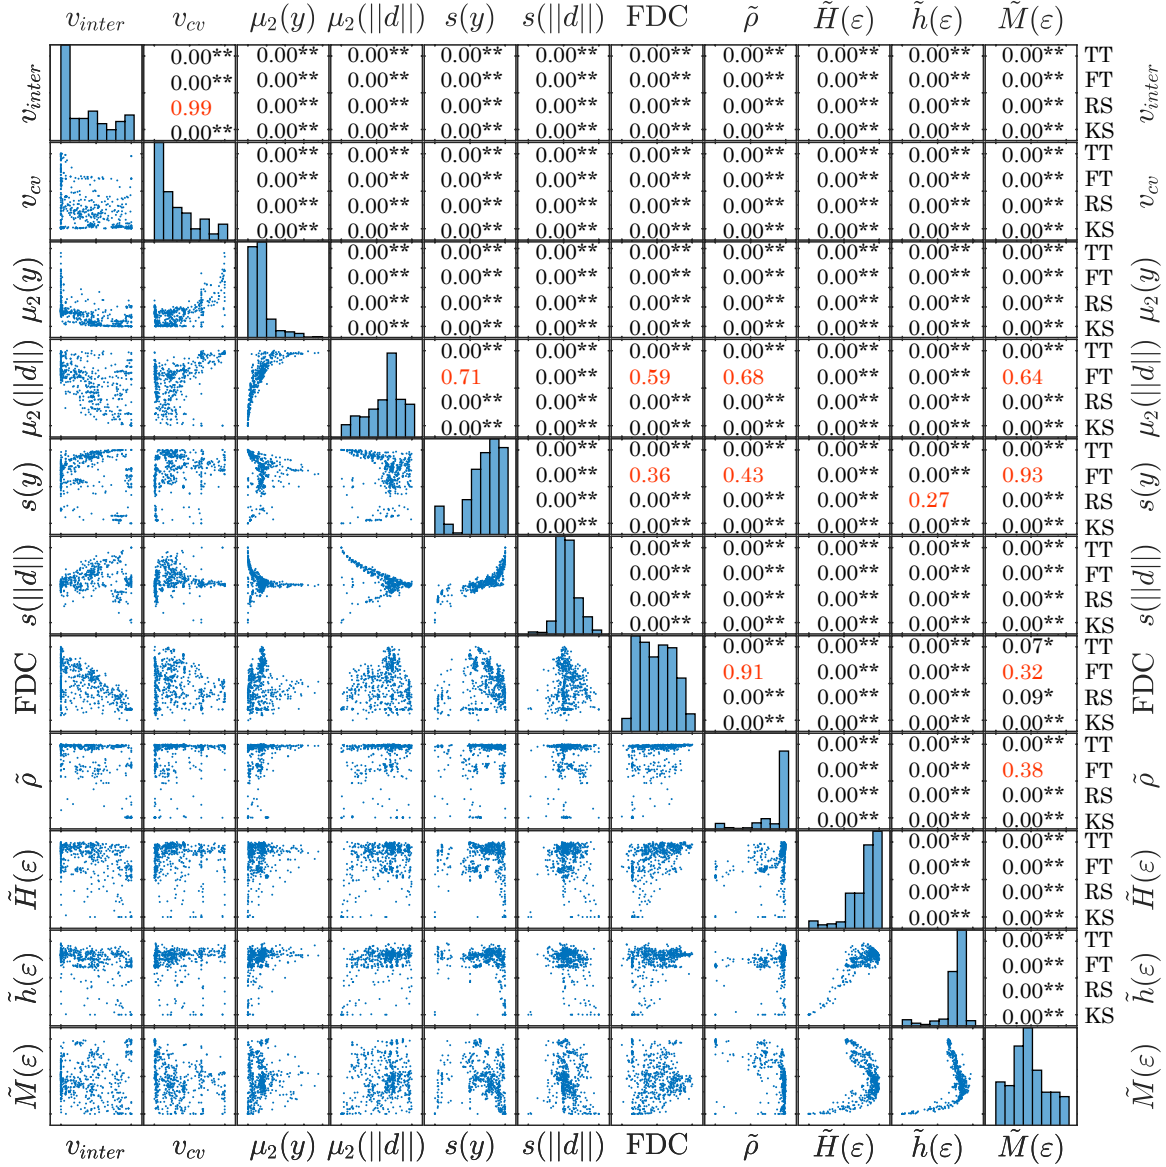 v_inter v_cv μ₂(y) μ₂(||d||) s(y) s(||d||) FDC ρ̃ H̃(ε) h̃(ε) M̃(ε)
v_inter 0.00** 0.00** 0.00** 0.00** 0.00** 0.00** 0.00** 0.00** 0.00** 0.00** TT v_inter
0.00** 0.00** 0.00** 0.00** 0.00** 0.00** 0.00** 0.00** 0.00** 0.00** FT
0.99 0.00** 0.00** 0.00** 0.00** 0.00** 0.00** 0.00** 0.00** 0.00** RS
0.00** 0.00** 0.00** 0.00** 0.00** 0.00** 0.00** 0.00** 0.00** 0.00** KS
v_cv 0.00** 0.00** 0.00** 0.00** 0.00** 0.00** 0.00** 0.00** 0.00** TT v_cv
0.00** 0.00** 0.00** 0.00** 0.00** 0.00** 0.00** 0.00** 0.00** FT
0.00** 0.00** 0.00** 0.00** 0.00** 0.00** 0.00** 0.00** 0.00** RS
0.00** 0.00** 0.00** 0.00** 0.00** 0.00** 0.00** 0.00** 0.00** KS
μ₂(y) 0.00** 0.00** 0.00** 0.00** 0.00** 0.00** 0.00** 0.00** TT μ₂(y)
0.00** 0.00** 0.00** 0.00** 0.00** 0.00** 0.00** 0.00** FT
0.00** 0.00** 0.00** 0.00** 0.00** 0.00** 0.00** 0.00** RS
0.00** 0.00** 0.00** 0.00** 0.00** 0.00** 0.00** 0.00** KS
μ₂(||d||) 0.00** 0.00** 0.00** 0.00** 0.00** 0.00** 0.00** TT μ₂(||d||)
0.71 0.00** 0.59 0.68 0.00** 0.00** 0.64 FT
0.00** 0.00** 0.00** 0.00** 0.00** 0.00** 0.00** RS
0.00** 0.00** 0.00** 0.00** 0.00** 0.00** 0.00** KS
s(y) 0.00** 0.00** 0.00** 0.00** 0.00** 0.00** TT s(y)
0.00** 0.36 0.43 0.00** 0.00** 0.93 FT
0.00** 0.00** 0.00** 0.00** 0.27 0.00** RS
0.00** 0.00** 0.00** 0.00** 0.00** 0.00** KS
s(||d||) 0.00** 0.00** 0.00** 0.00** 0.00** TT s(||d||)
0.00** 0.00** 0.00** 0.00** 0.00** FT
0.00** 0.00** 0.00** 0.00** 0.00** RS
0.00** 0.00** 0.00** 0.00** 0.00** KS
FDC 0.00** 0.00** 0.00** 0.07* TT FDC
0.91 0.00** 0.00** 0.32 FT
0.00** 0.00** 0.00** 0.09* RS
0.00** 0.00** 0.00** 0.00** KS
ρ̃ 0.00** 0.00** 0.00** TT ρ̃
0.00** 0.00** 0.38 FT
0.00** 0.00** 0.00** RS
0.00** 0.00** 0.00** KS
H̃(ε) 0.00** 0.00** TT H̃(ε)
0.00** 0.00** FT
0.00** 0.00** RS
0.00** 0.00** KS
h̃(ε) 0.00** TT h̃(ε)
0.00** FT
0.00** RS
0.00** KS
M̃(ε) M̃(ε)
v_inter v_cv μ₂(y) μ₂(||d||) s(y) s(||d||) FDC ρ̃ H̃(ε) h̃(ε) M̃(ε)